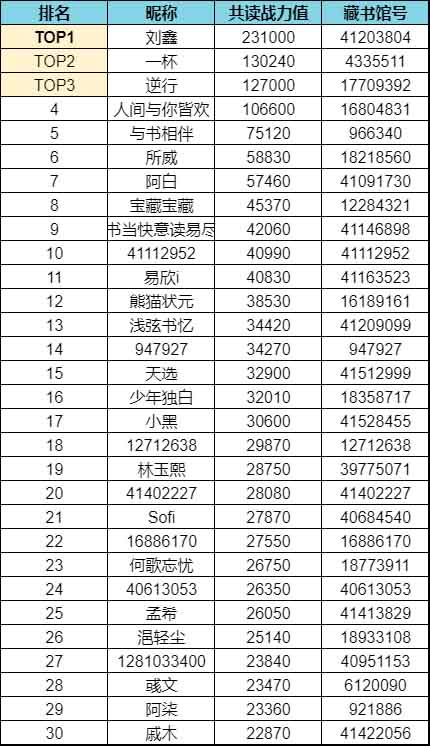 排名 昵称 共读战力值 藏书馆号
TOP1 刘鑫 231000 41203804
TOP2 一杯 130240 4335511
TOP3 逆行 127000 17709392
4 人间与你皆欢 106600 16804831
5 与书相伴 75120 966340
6 所威 58830 18218560
7 阿白 57460 41091730
8 宝藏宝藏 45370 12284321
9 书当快意读易尽 42060 41146898
10 41112952 40990 41112952
11 易欣i 40830 41163523
12 熊猫状元 38530 16189161
13 浅弦书忆 34420 41209099
14 947927 34270 947927
15 天选 32900 41512999
16 少年独白 32010 18358717
17 小黑 30600 41528455
18 12712638 29870 12712638
19 林玉熙 28750 39775071
20 41402227 28080 41402227
21 Sofi 27870 40684540
22 16886170 27550 16886170
23 何歌忘忧 26750 18773911
24 40613053 26350 40613053
25 孟希 26050 41413829
26 浥轻尘 25140 18933108
27 1281033400 23840 40951153
28 彧文 23470 6120090
29 阿柒 23360 921886
30 戚木 22870 41422056